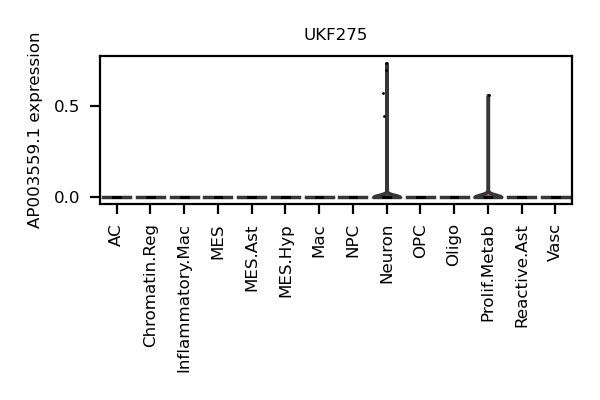 UKF275
AP003559.1 expression
0.5
0.0
AC
Chromatin.Reg
Inflammatory.Mac
MES
MES.Ast
MES.Hyp
Mac
NPC
Neuron
OPC
Oligo
Prolif.Metab
Reactive.Ast
Vasc